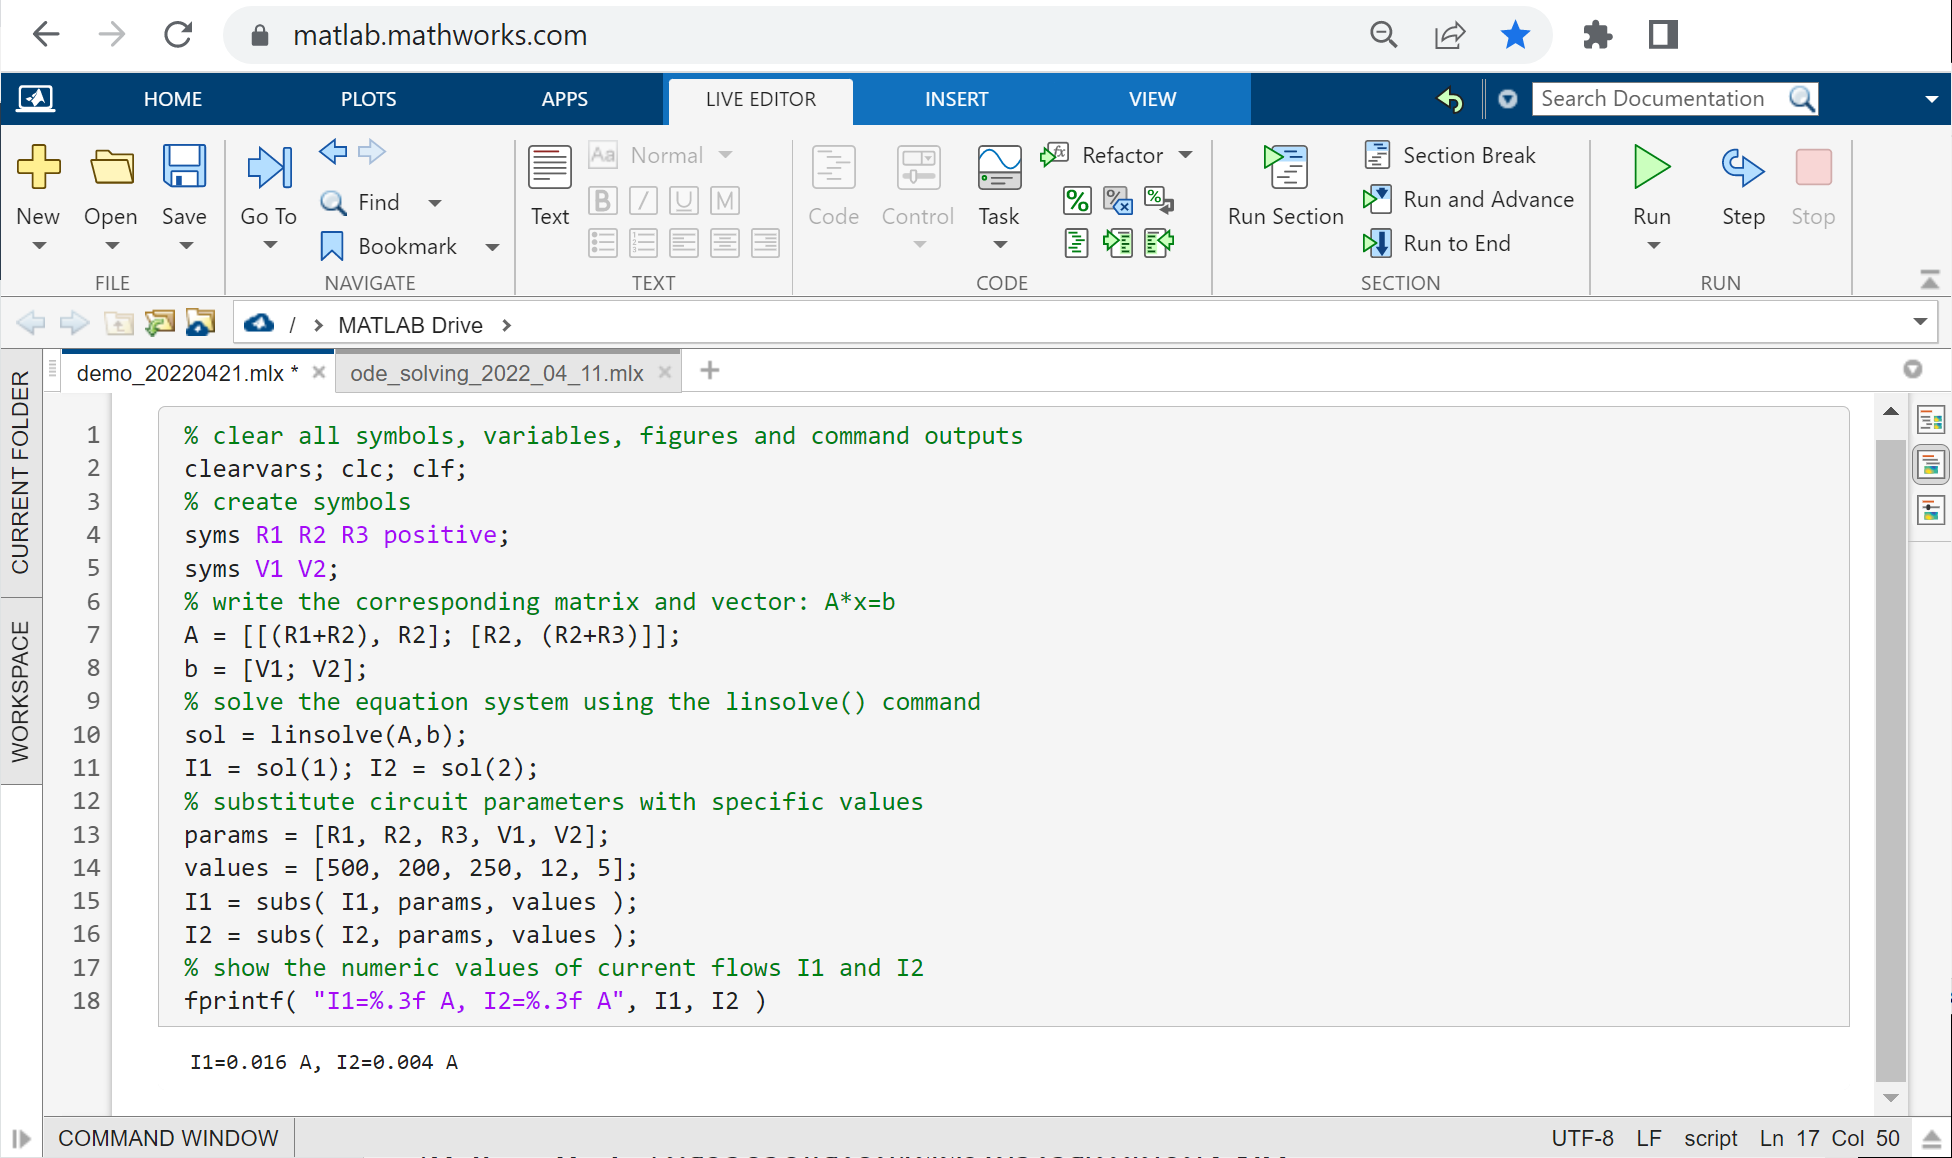 matlab.mathworks.com
HOME PLOTS APPS LIVE EDITOR INSERT VIEW Search Documentation
New Open Save Go To Find Bookmark Text Aa Normal B I U M Code Control Task Refactor Run Section Section Break Run and Advance Run to End Run Step Stop
FILE NAVIGATE TEXT CODE SECTION RUN
/ > MATLAB Drive >
demo_20220421.mlx * × ode_solving_2022_04_11.mlx × +
CURRENT FOLDER
WORKSPACE
1 % clear all symbols, variables, figures and command outputs
2 clearvars; clc; clf;
3 % create symbols
4 syms R1 R2 R3 positive;
5 syms V1 V2;
6 % write the corresponding matrix and vector: A*x=b
7 A = [[(R1+R2), R2]; [R2, (R2+R3)]];
8 b = [V1; V2];
9 % solve the equation system using the linsolve() command
10 sol = linsolve(A,b);
11 I1 = sol(1); I2 = sol(2);
12 % substitute circuit parameters with specific values
13 params = [R1, R2, R3, V1, V2];
14 values = [500, 200, 250, 12, 5];
15 I1 = subs( I1, params, values );
16 I2 = subs( I2, params, values );
17 % show the numeric values of current flows I1 and I2
18 fprintf( "I1=%.3f A, I2=%.3f A", I1, I2 )
I1=0.016 A, I2=0.004 A
COMMAND WINDOW UTF-8 LF script Ln 17 Col 50